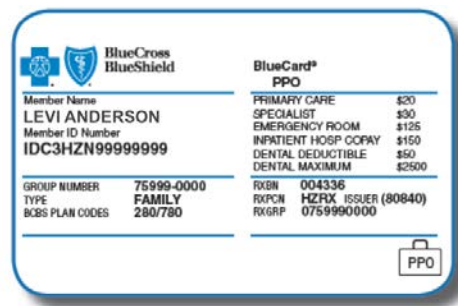 BlueCross
BlueShield
BlueCard®
PPO
Member Name
LEVI ANDERSON
Member ID Number
IDC3HZN99999999
PRIMARY CARE $20
SPECIALIST $30
EMERGENCY ROOM $125
INPATIENT HOSP COPAY $150
DENTAL DEDUCTIBLE $50
DENTAL MAXIMUM $2500
GROUP NUMBER 75999-0000
TYPE FAMILY
BCBS PLAN CODES 280/780
RXBN 004336
RXPCN HZRX ISSUER (80840)
RXGRP 0759990000
PPO